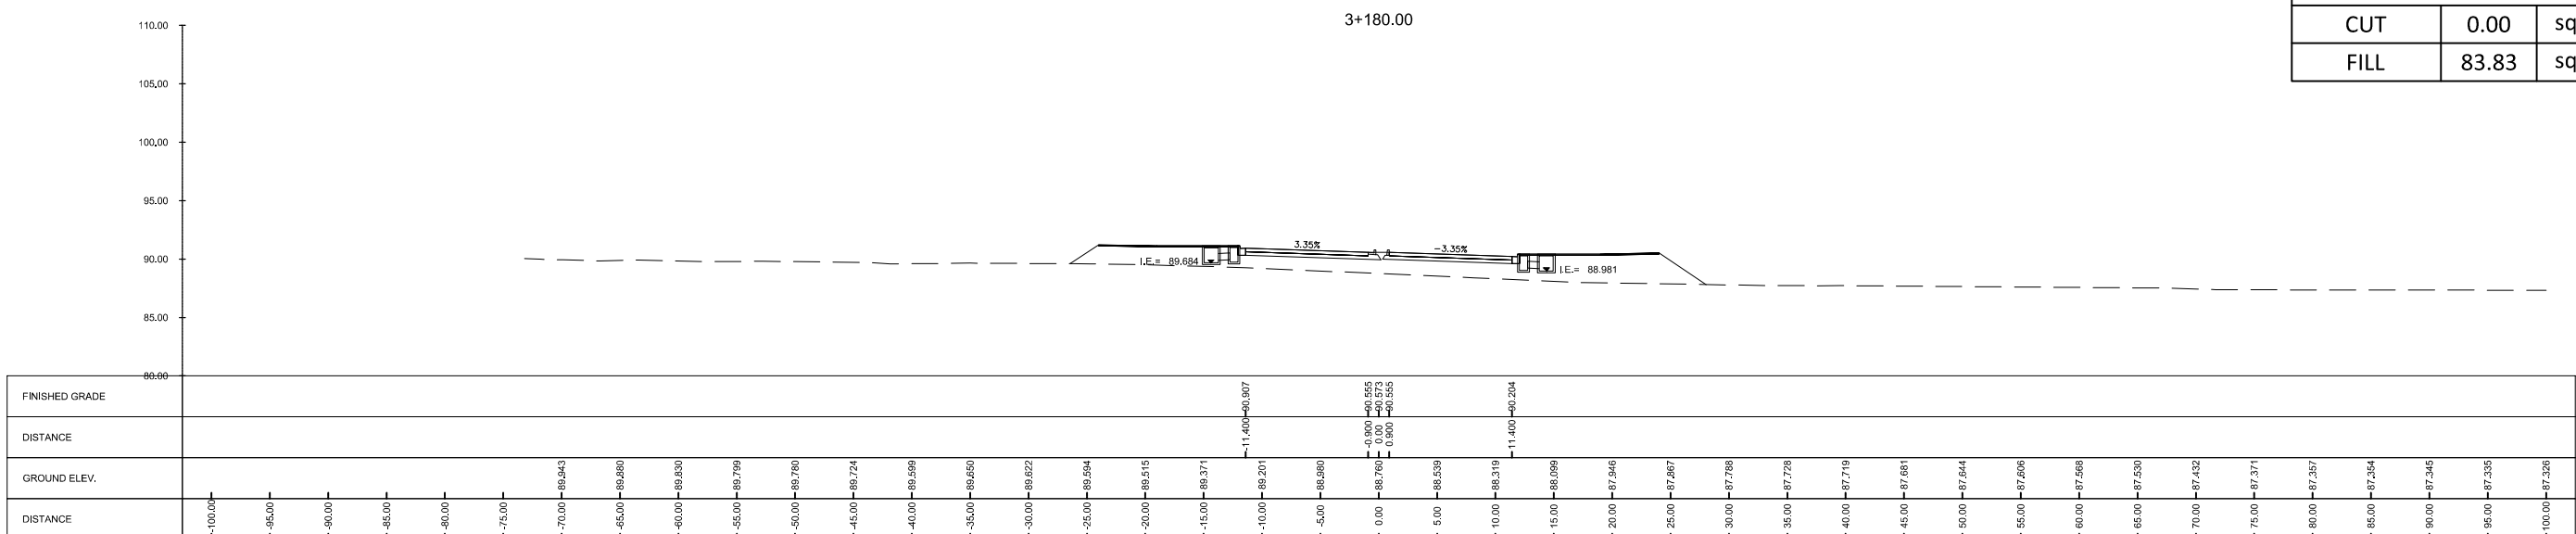 3+180.00
CUT 0.00 sq
FILL 83.83 sq
110.00
105.00
100.00
95.00
90.00
85.00
80.00
3.35%
-3.35%
I.E.= 89.684
I.E.= 88.981
FINISHED GRADE 90.907 90.555 90.573 90.555 90.204
DISTANCE -11.400 -0.900 0.00 0.900 11.400
GROUND ELEV. 89.943 89.880 89.830 89.799 89.780 89.724 89.599 89.650 89.622 89.594 89.515 89.371 89.201 88.980 88.760 88.539 88.319 88.099 87.946 87.867 87.788 87.728 87.719 87.681 87.644 87.606 87.568 87.530 87.432 87.371 87.357 87.354 87.345 87.335 87.326
DISTANCE -100.00 -95.00 -90.00 -85.00 -80.00 -75.00 -70.00 -65.00 -60.00 -55.00 -50.00 -45.00 -40.00 -35.00 -30.00 -25.00 -20.00 -15.00 -10.00 -5.00 0.00 5.00 10.00 15.00 20.00 25.00 30.00 35.00 40.00 45.00 50.00 55.00 60.00 65.00 70.00 75.00 80.00 85.00 90.00 95.00 100.00